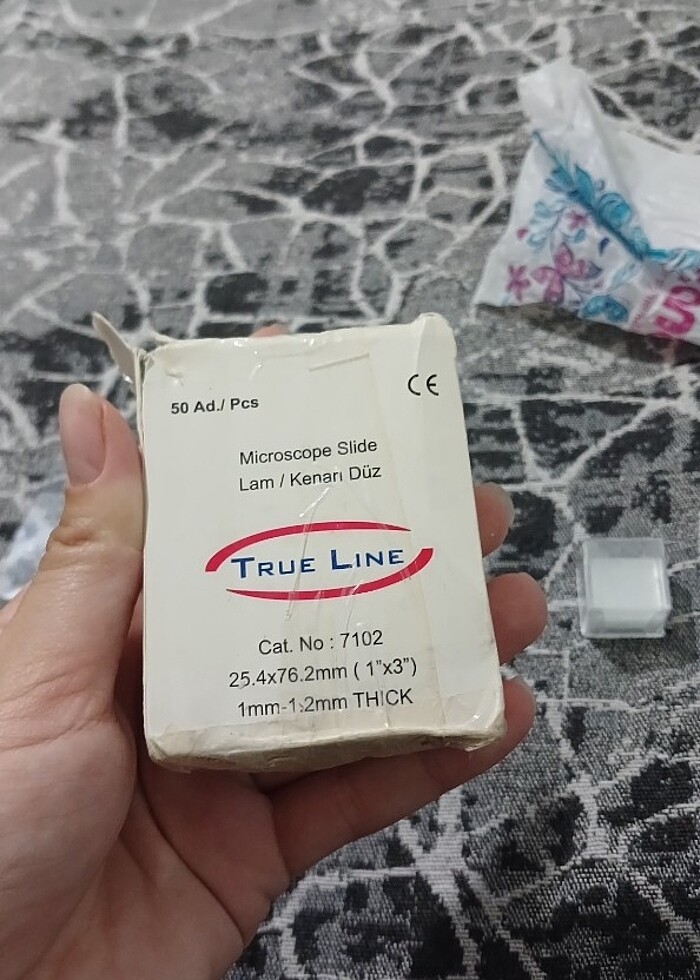 50 Ad./ Pcs
CE
Microscope Slide
Lam / Kenarı Düz
TRUE LINE
Cat. No : 7102
25.4x76.2mm ( 1"x3")
1mm-1.2mm THICK